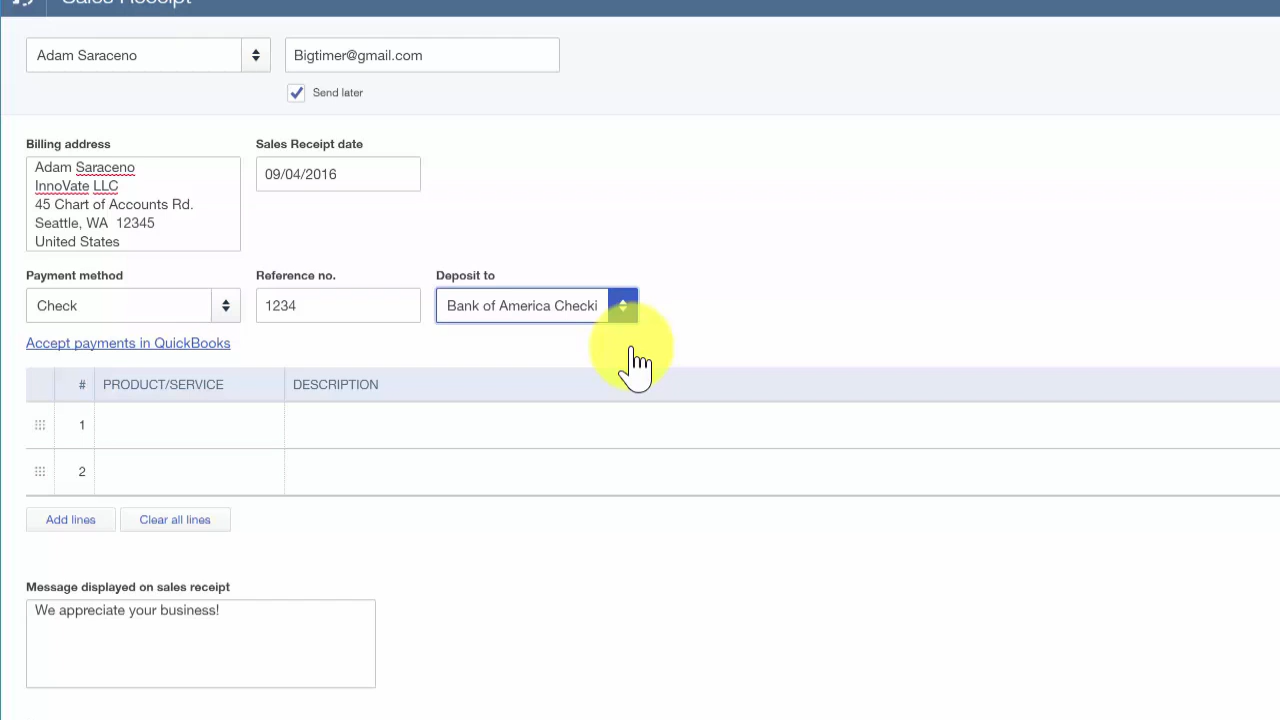 Sales Receipt
Adam Saraceno
Bigtimer@gmail.com
Send later
Billing address
Sales Receipt date
Adam Saraceno
InnoVate LLC
45 Chart of Accounts Rd.
Seattle, WA 12345
United States
09/04/2016
Payment method
Reference no.
Deposit to
Check
1234
Bank of America Checki
Accept payments in QuickBooks
# PRODUCT/SERVICE DESCRIPTION
1
2
Add lines
Clear all lines
Message displayed on sales receipt
We appreciate your business!